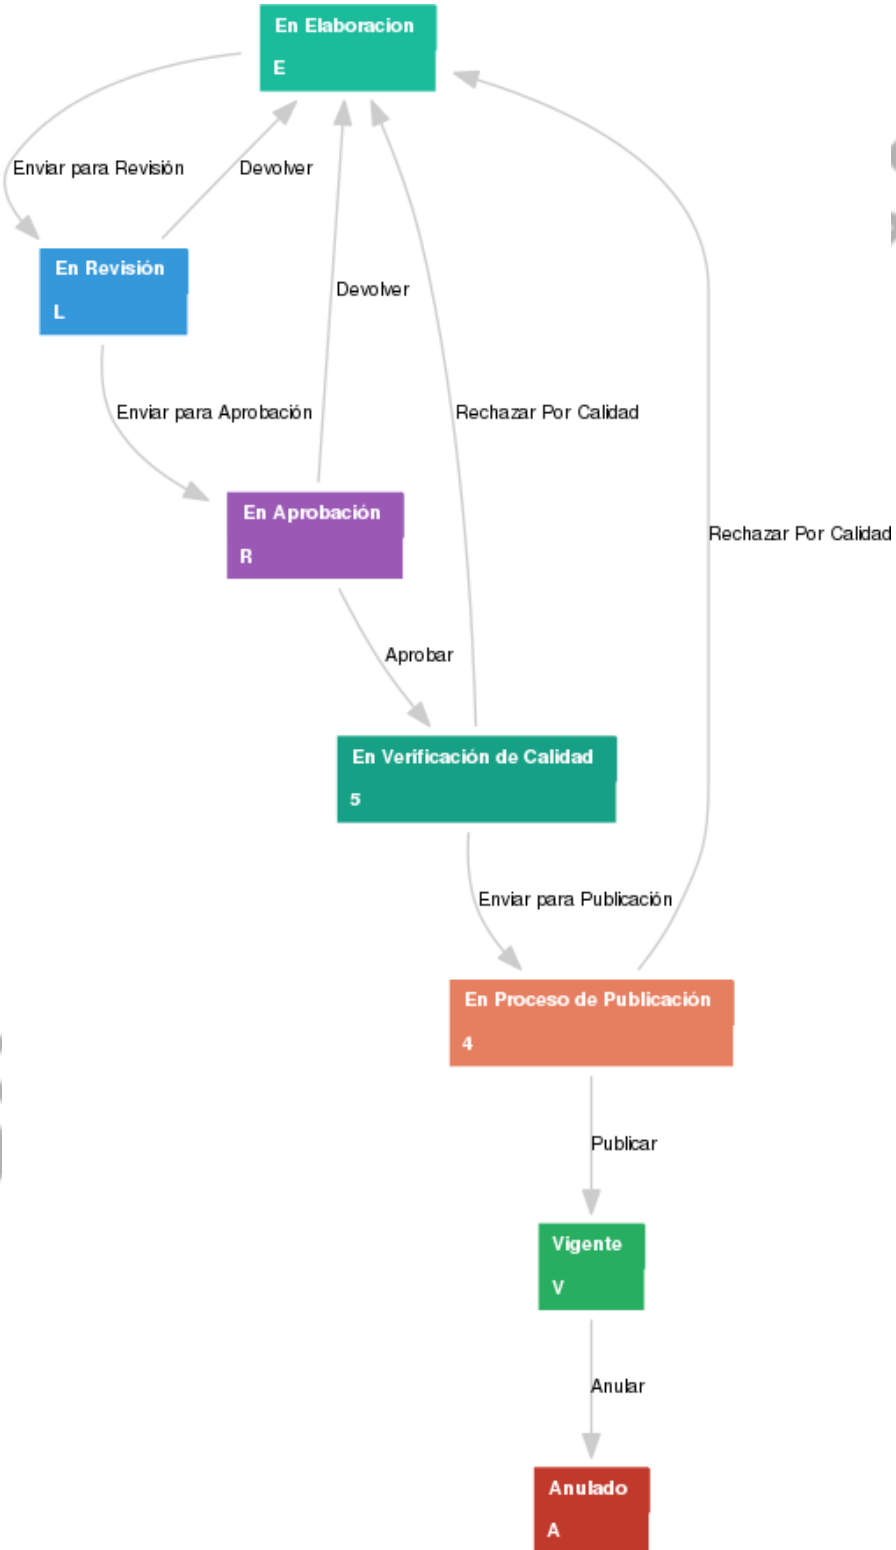 En Elaboracion
E
Enviar para Revisión
Devolver
En Revisión
L
Devolver
Enviar para Aprobación
Rechazar Por Calidad
En Aprobación
R
Rechazar Por Calidad
Aprobar
En Verificación de Calidad
5
Enviar para Publicación
En Proceso de Publicación
4
Publicar
Vigente
V
Anular
Anulado
A